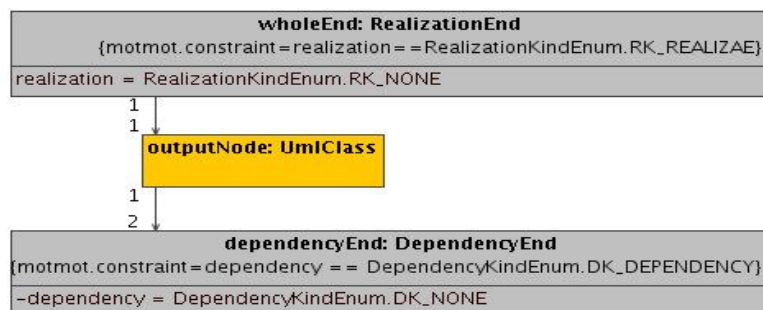 wholeEnd: RealizationEnd
{motmot.constraint=realization==RealizationKindEnum.RK_REALIZAE}
realization = RealizationKindEnum.RK_NONE
1
1
outputNode: UmlClass
1
2
dependencyEnd: DependencyEnd
{motmot.constraint=dependency == DependencyKindEnum.DK_DEPENDENCY}
-dependency = DependencyKindEnum.DK_NONE